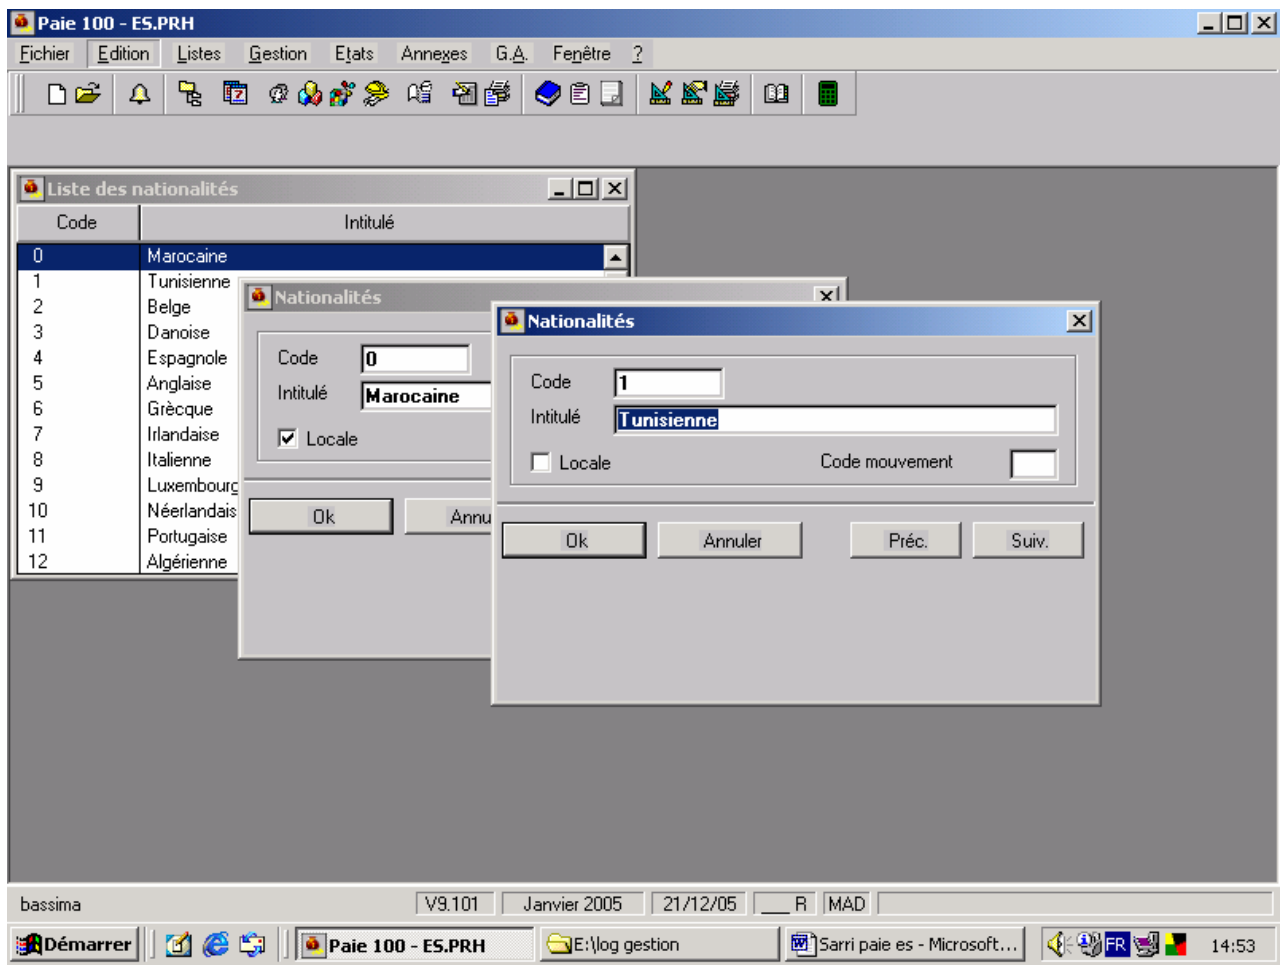 Paie 100 - ES.PRH
Fichier Edition Listes Gestion Etats Annexes G.A. Fenêtre ?
Liste des nationalités
Code Intitulé
0 Marocaine
1 Tunisienne
2 Belge
3 Danoise
4 Espagnole
5 Anglaise
6 Grècque
7 Irlandaise
8 Italienne
9 Luxembourg
10 Néerlandais
11 Portugaise
12 Algérienne
Nationalités
Code 0
Intitulé Marocaine
Locale
Ok Annu
Nationalités
Code 1
Intitulé Tunisienne
Locale Code mouvement
Ok Annuler Préc. Suiv.
bassima V9.101 Janvier 2005 21/12/05 ___ R MAD
Démarrer Paie 100 - ES.PRH E:\log gestion Sarri paie es - Microsoft... FR 14:53